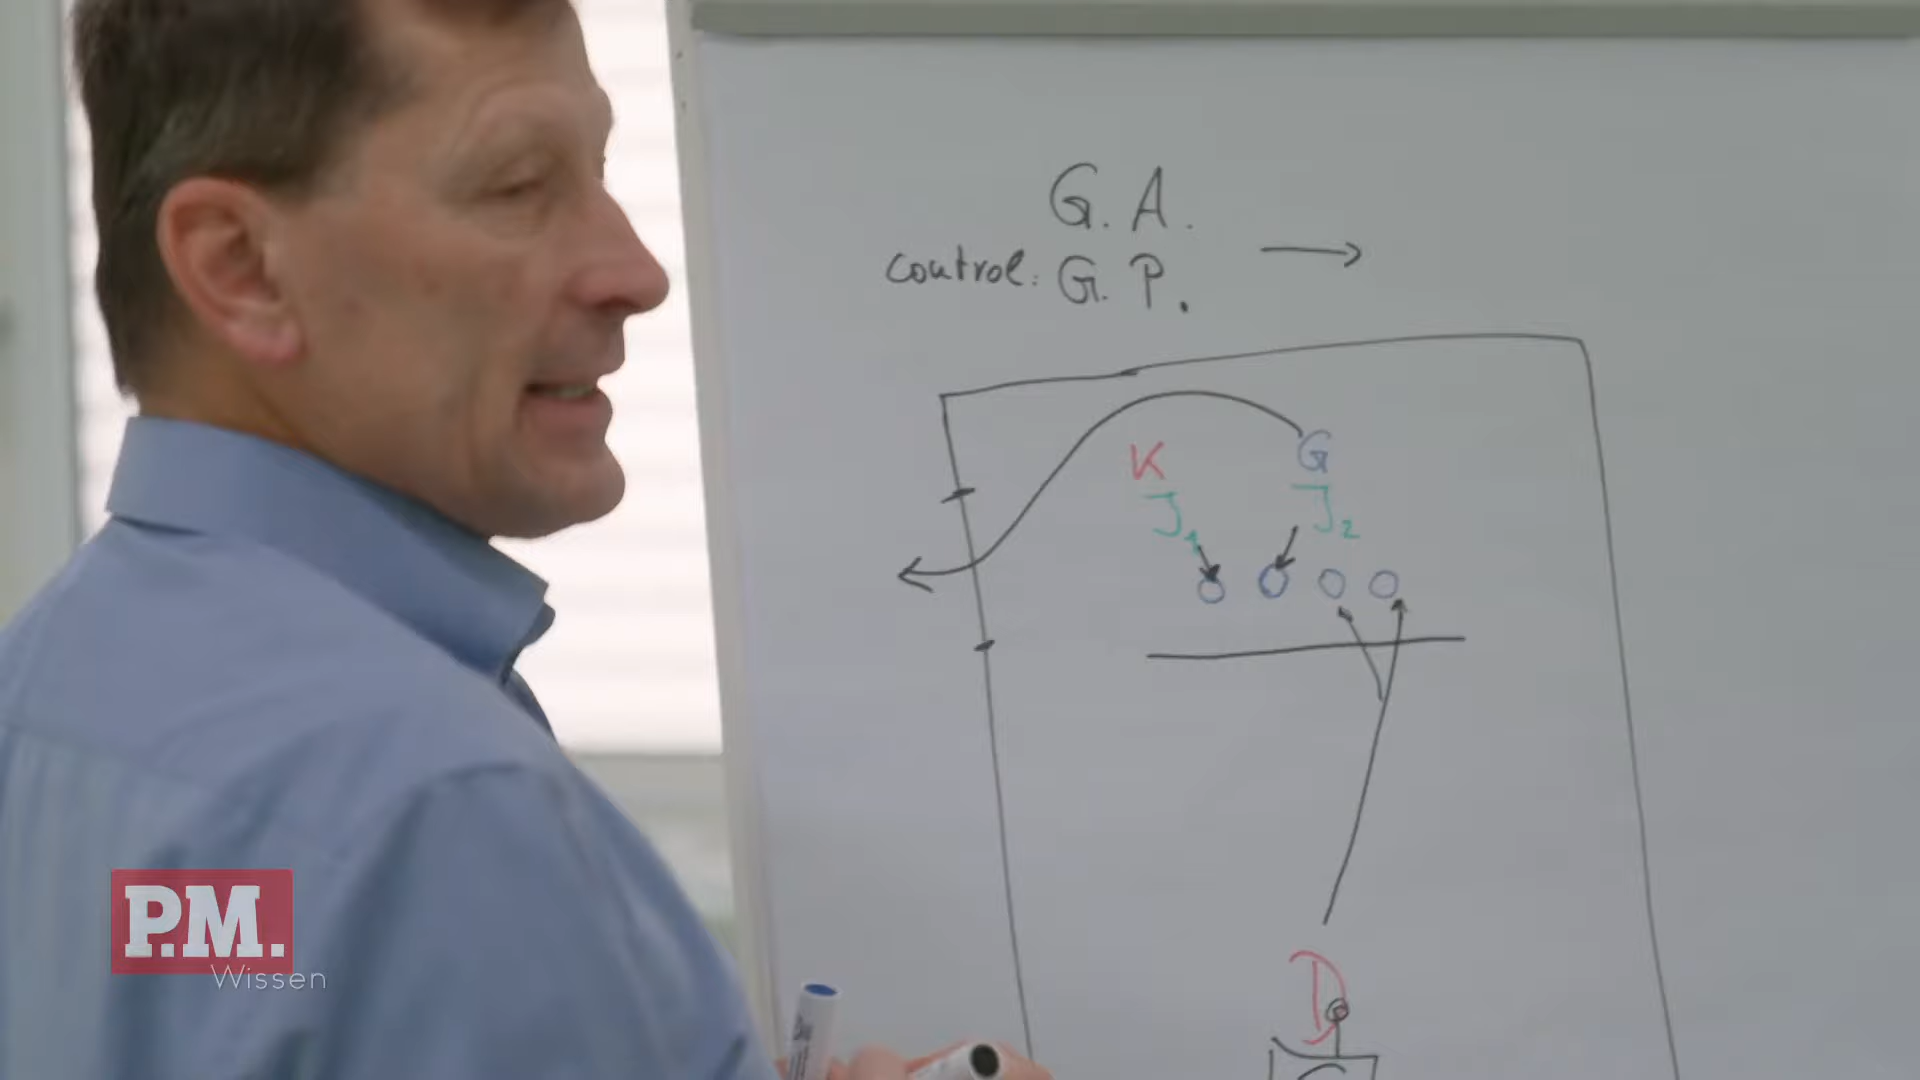 G. A.
control: G. P.
K
G
J1
J2
D
P.M.
Wissen